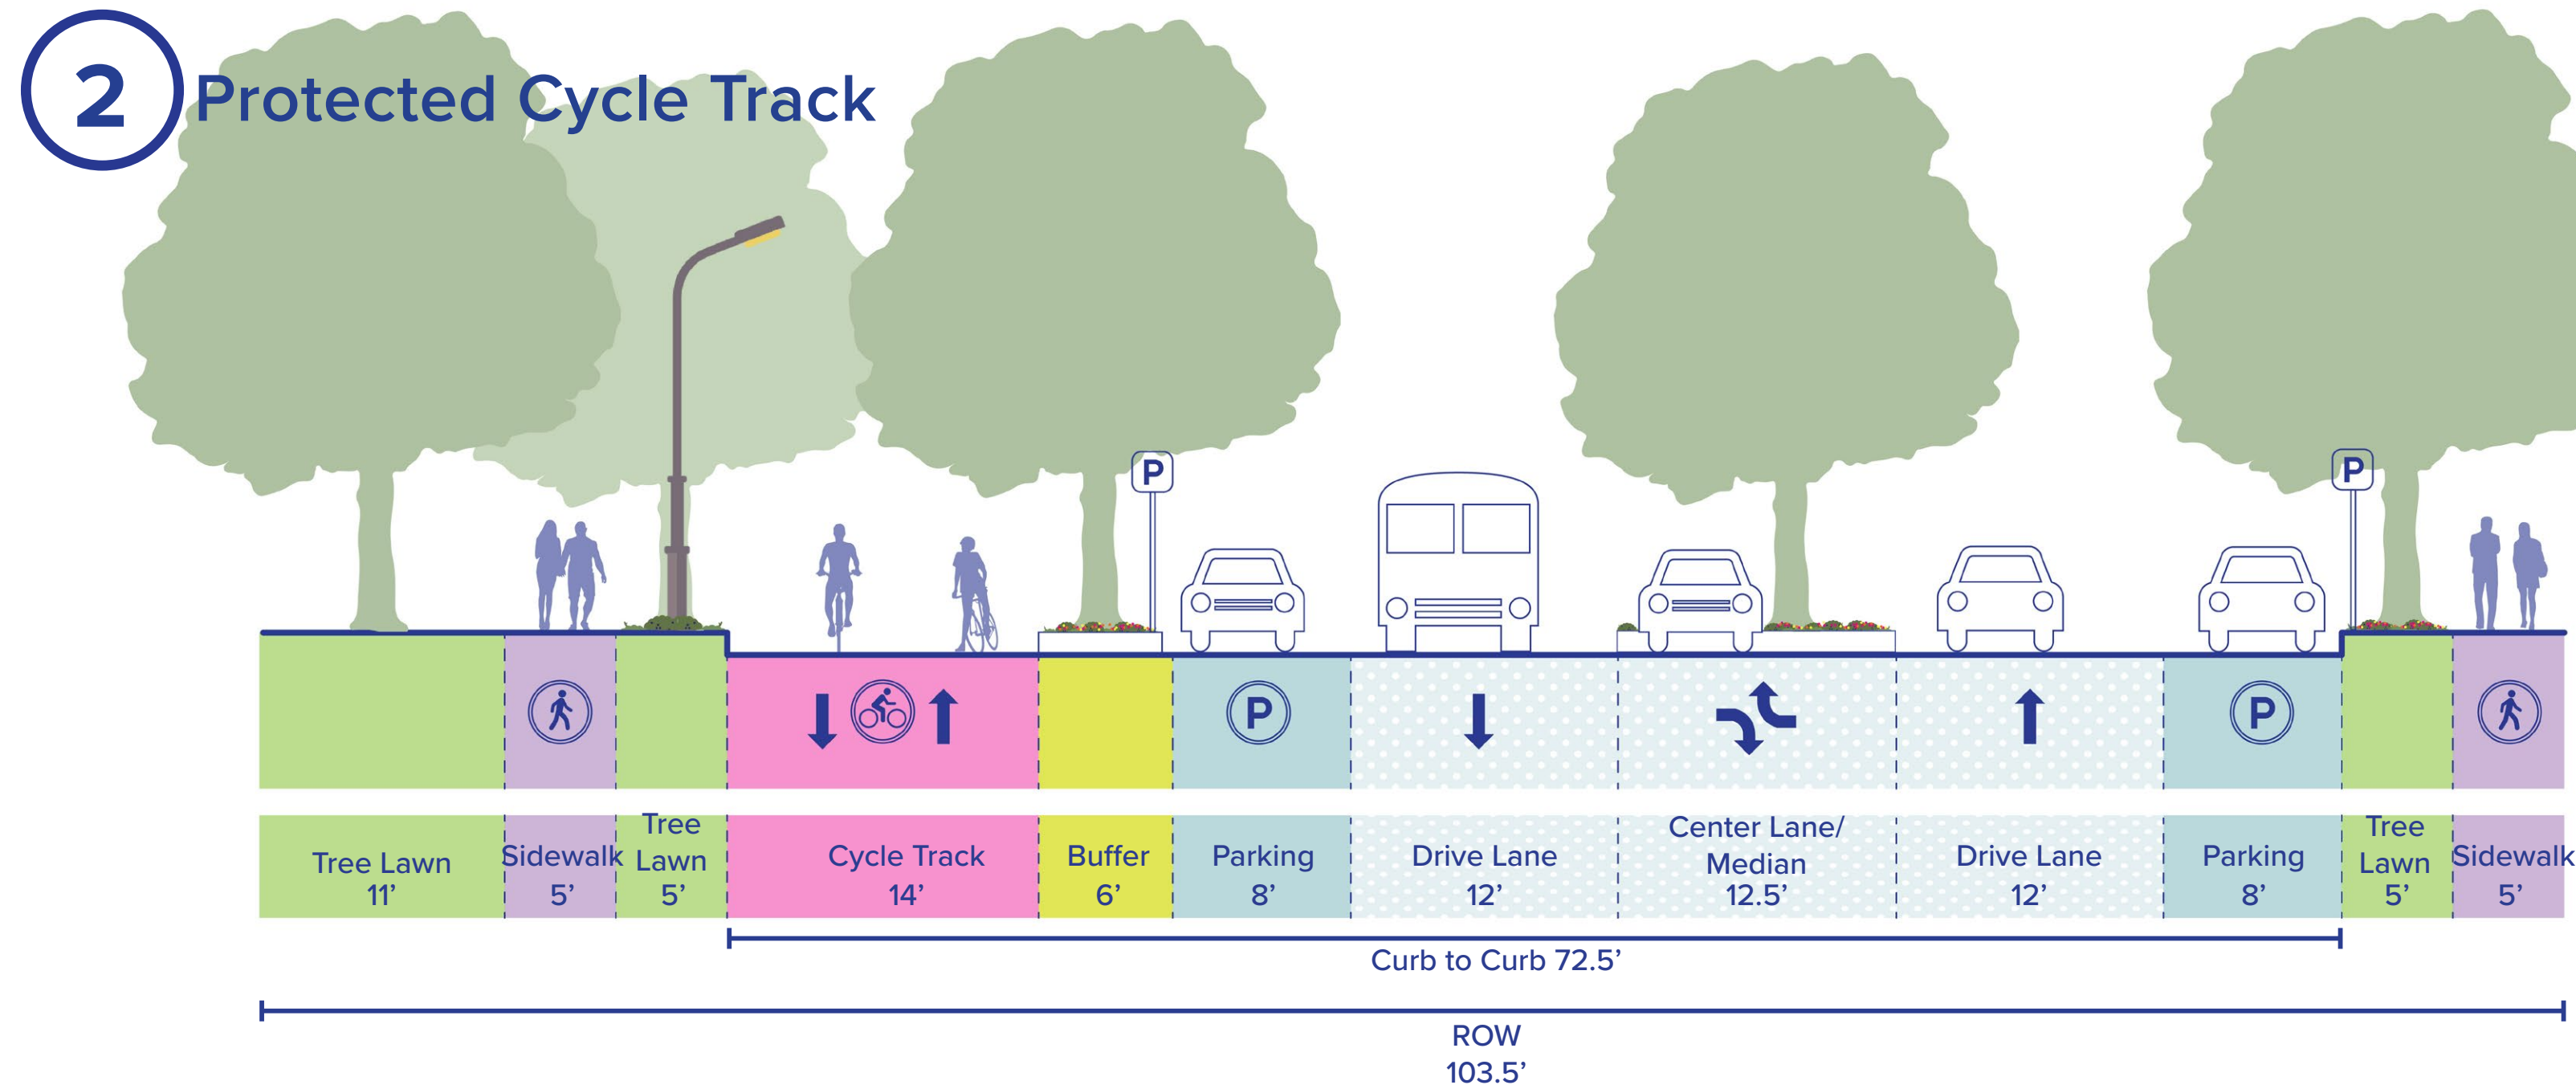 2 Protected Cycle Track
P
P
P
P
Tree Lawn
11’
Sidewalk
5’
Tree
Lawn
5’
Cycle Track
14’
Buffer
6’
Parking
8’
Drive Lane
12’
Center Lane/
Median
12.5’
Drive Lane
12’
Parking
8’
Tree
Lawn
5’
Sidewalk
5’
Curb to Curb 72.5’
ROW
103.5’